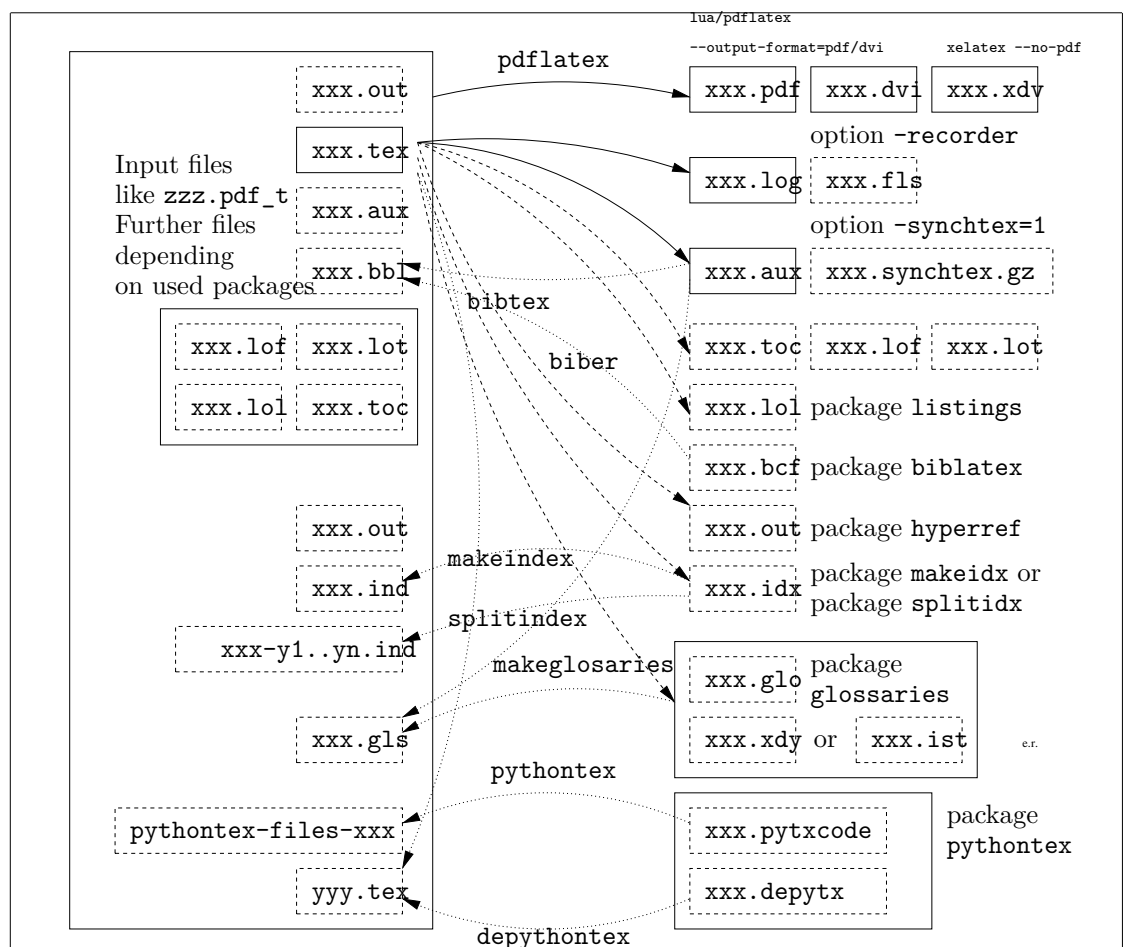 lua/pdflatex
--output-format=pdf/dvi xelatex --no-pdf
pdflatex
xxx.out xxx.pdf xxx.dvi xxx.xdv
option -recorder
xxx.tex
Input files
xxx.log xxx.fls
like zzz.pdf_t
xxx.aux
Further files
option -synchtex=1
depending
xxx.bbl xxx.aux xxx.synchtex.gz
on used packages
bibtex
xxx.lof xxx.lot xxx.toc xxx.lof xxx.lot
biber
xxx.lol xxx.toc xxx.lol package listings
xxx.bcf package biblatex
xxx.out xxx.out package hyperref
makeindex
xxx.ind xxx.idx package makeidx or
package splitidx
splitindex
xxx-y1..yn.ind
makeglosaries
xxx.glo package
glossaries
xxx.gls xxx.xdy or xxx.ist e.r.
pythontex
package
pythontex-files-xxx xxx.pytxcode
pythontex
yyy.tex xxx.depytx
depythontex